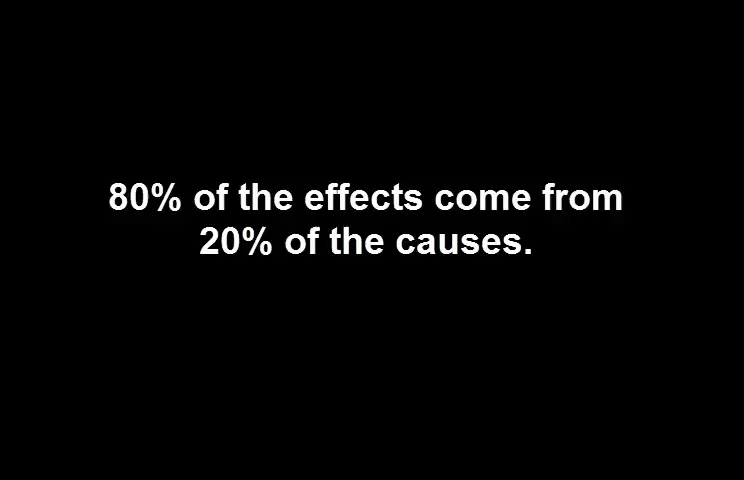 80% of the effects come from
20% of the causes.